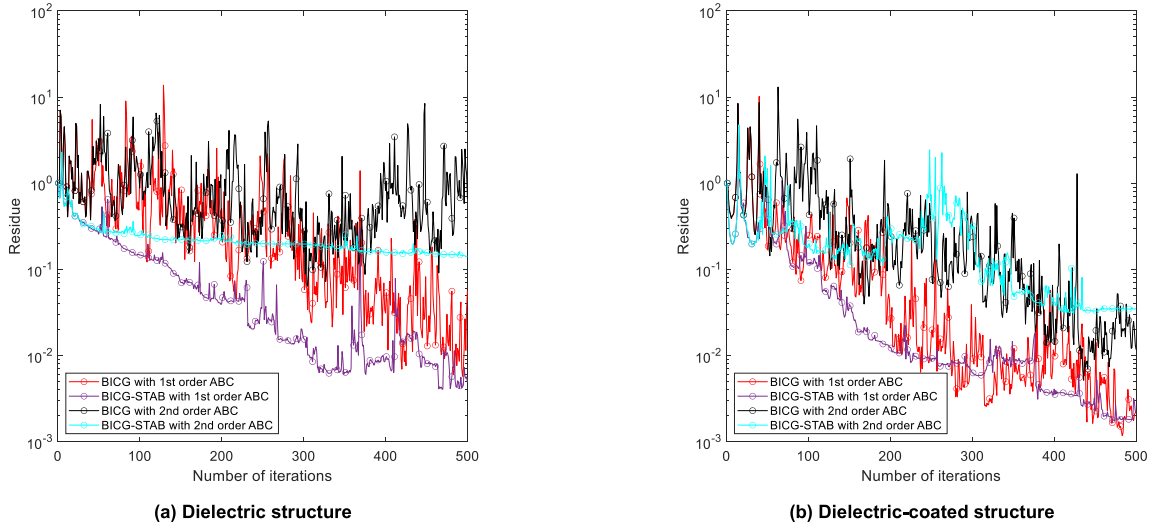 10^2
10^1
10^0
10^-1
10^-2
10^-3
Residue
BICG with 1st order ABC
BICG-STAB with 1st order ABC
BICG with 2nd order ABC
BICG-STAB with 2nd order ABC
0 100 200 300 400 500
Number of iterations
(a) Dielectric structure
10^2
10^1
10^0
10^-1
10^-2
10^-3
Residue
BICG with 1st order ABC
BICG-STAB with 1st order ABC
BICG with 2nd order ABC
BICG-STAB with 2nd order ABC
0 100 200 300 400 500
Number of iterations
(b) Dielectric-coated structure